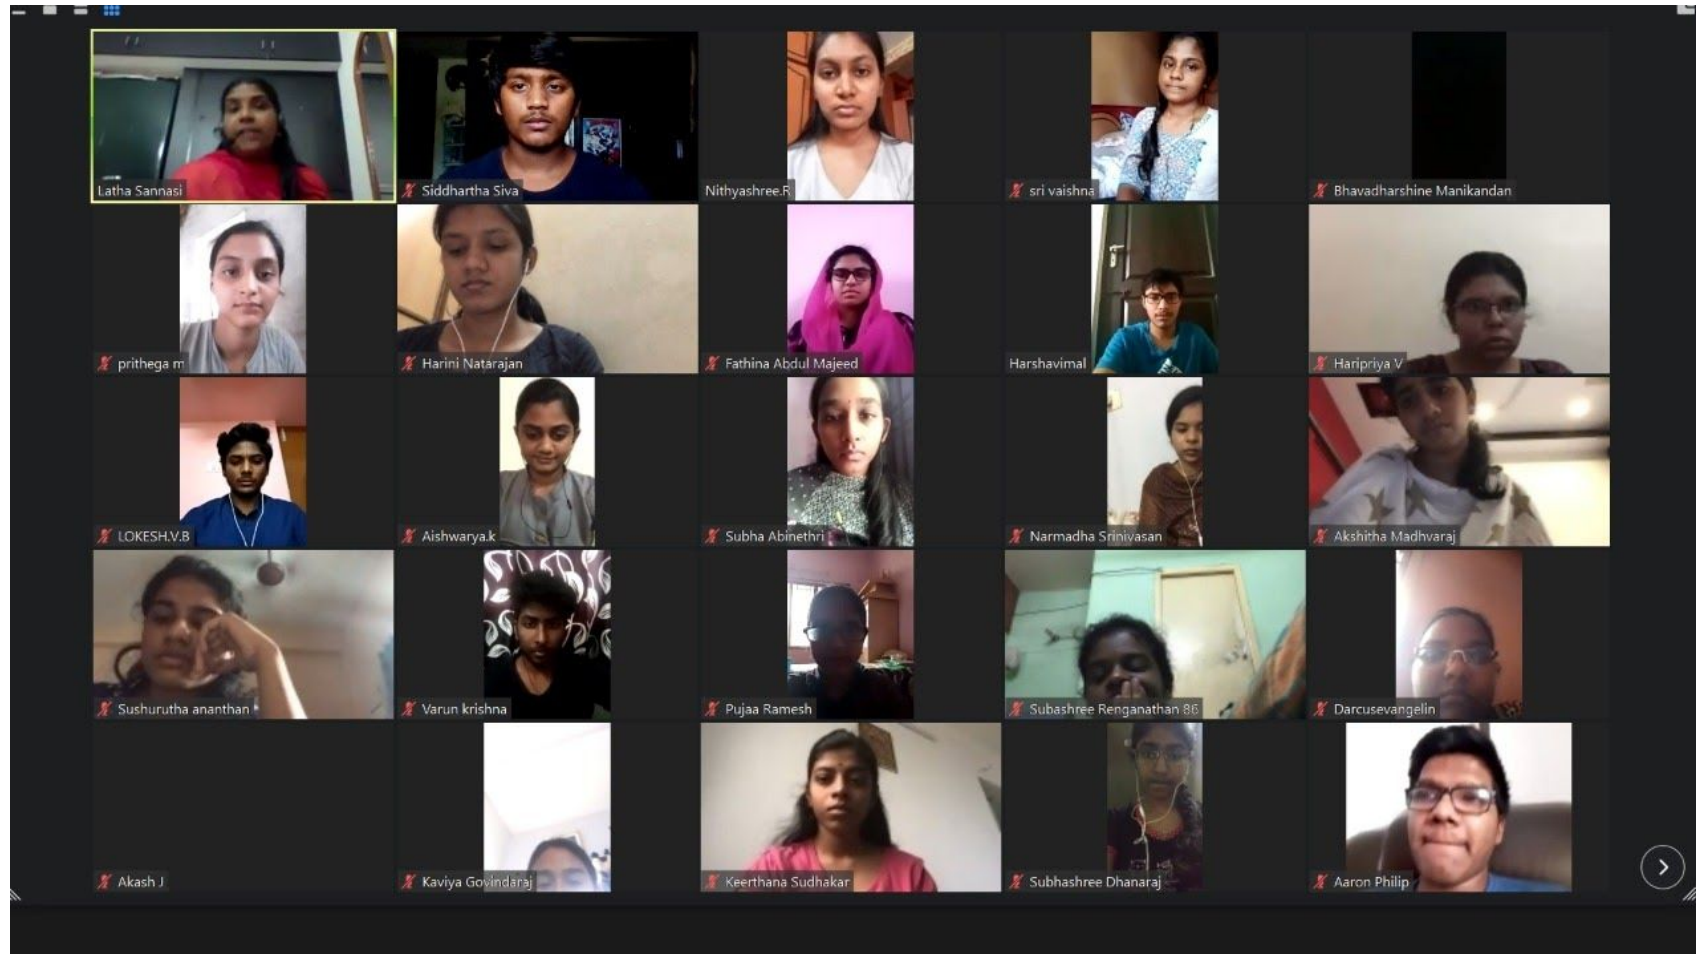 Latha Sannasi
Siddhartha Siva
Nithyashree.R
sri vaishna
Bhavadharshine Manikandan
prithega m
Harini Natarajan
Fathina Abdul Majeed
Harshavimal
Haripriya V
LOKESH.V.B
Aishwarya.k
Subha Abinethri
Narmadha Srinivasan
Akshitha Madhvaraj
Sushurutha ananthan
Varun krishna
Pujaa Ramesh
Subashree Renganathan 86
Darcusevangelin
Akash J
Kaviya Govindaraj
Keerthana Sudhakar
Subhashree Dhanaraj
Aaron Philip